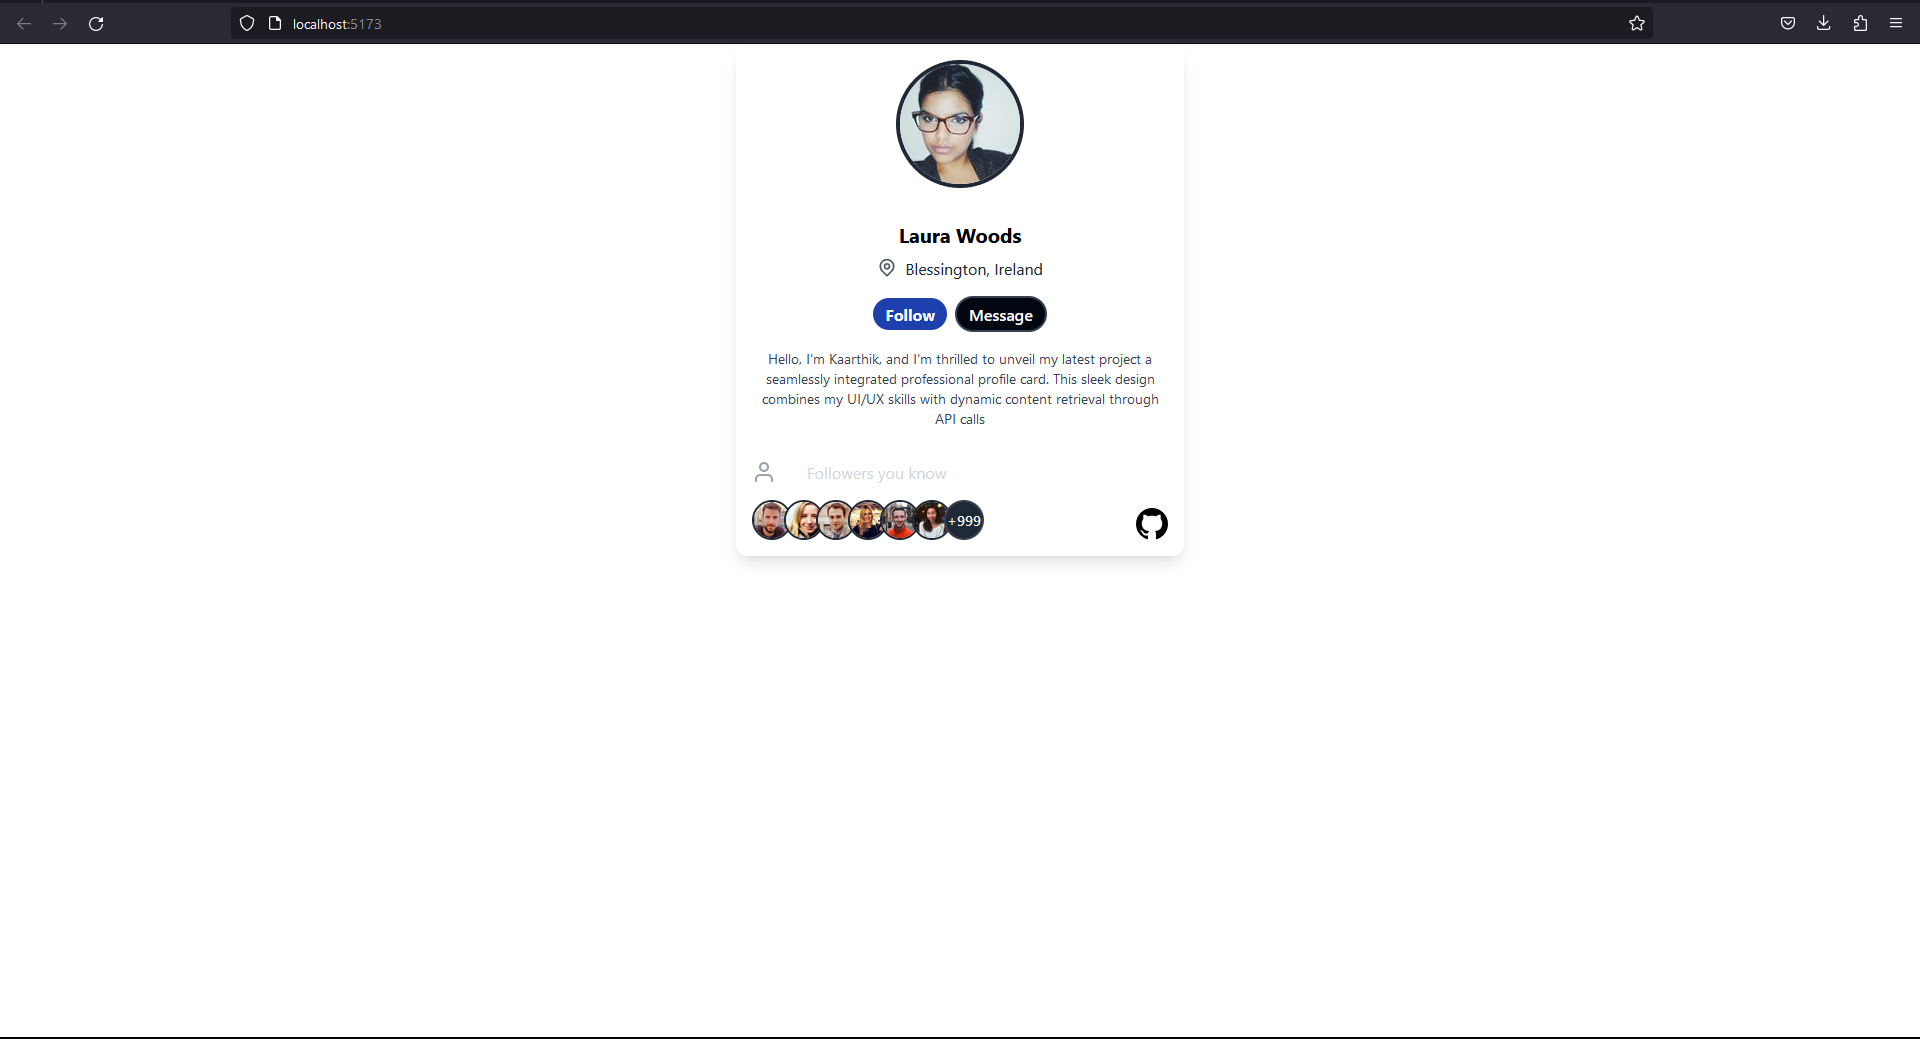 localhost:5173
Laura Woods
Blessington, Ireland
Follow Message
Hello, I'm Kaarthik, and I'm thrilled to unveil my latest project a
seamlessly integrated professional profile card. This sleek design
combines my UI/UX skills with dynamic content retrieval through
API calls
Followers you know
+999